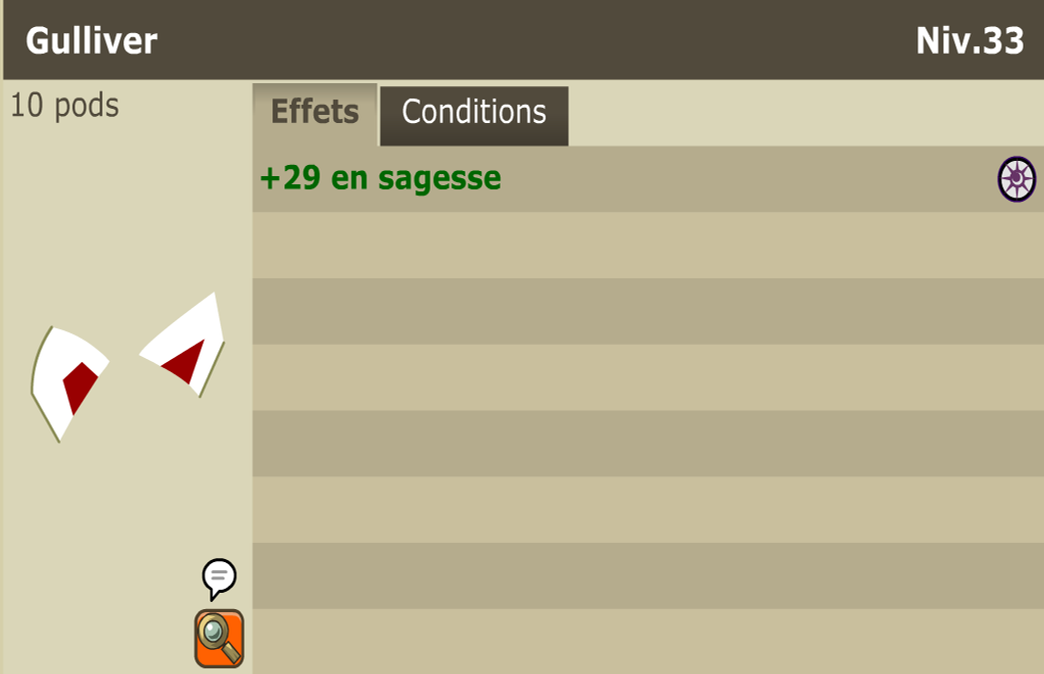 Gulliver
Niv.33
10 pods
Effets
Conditions
+29 en sagesse